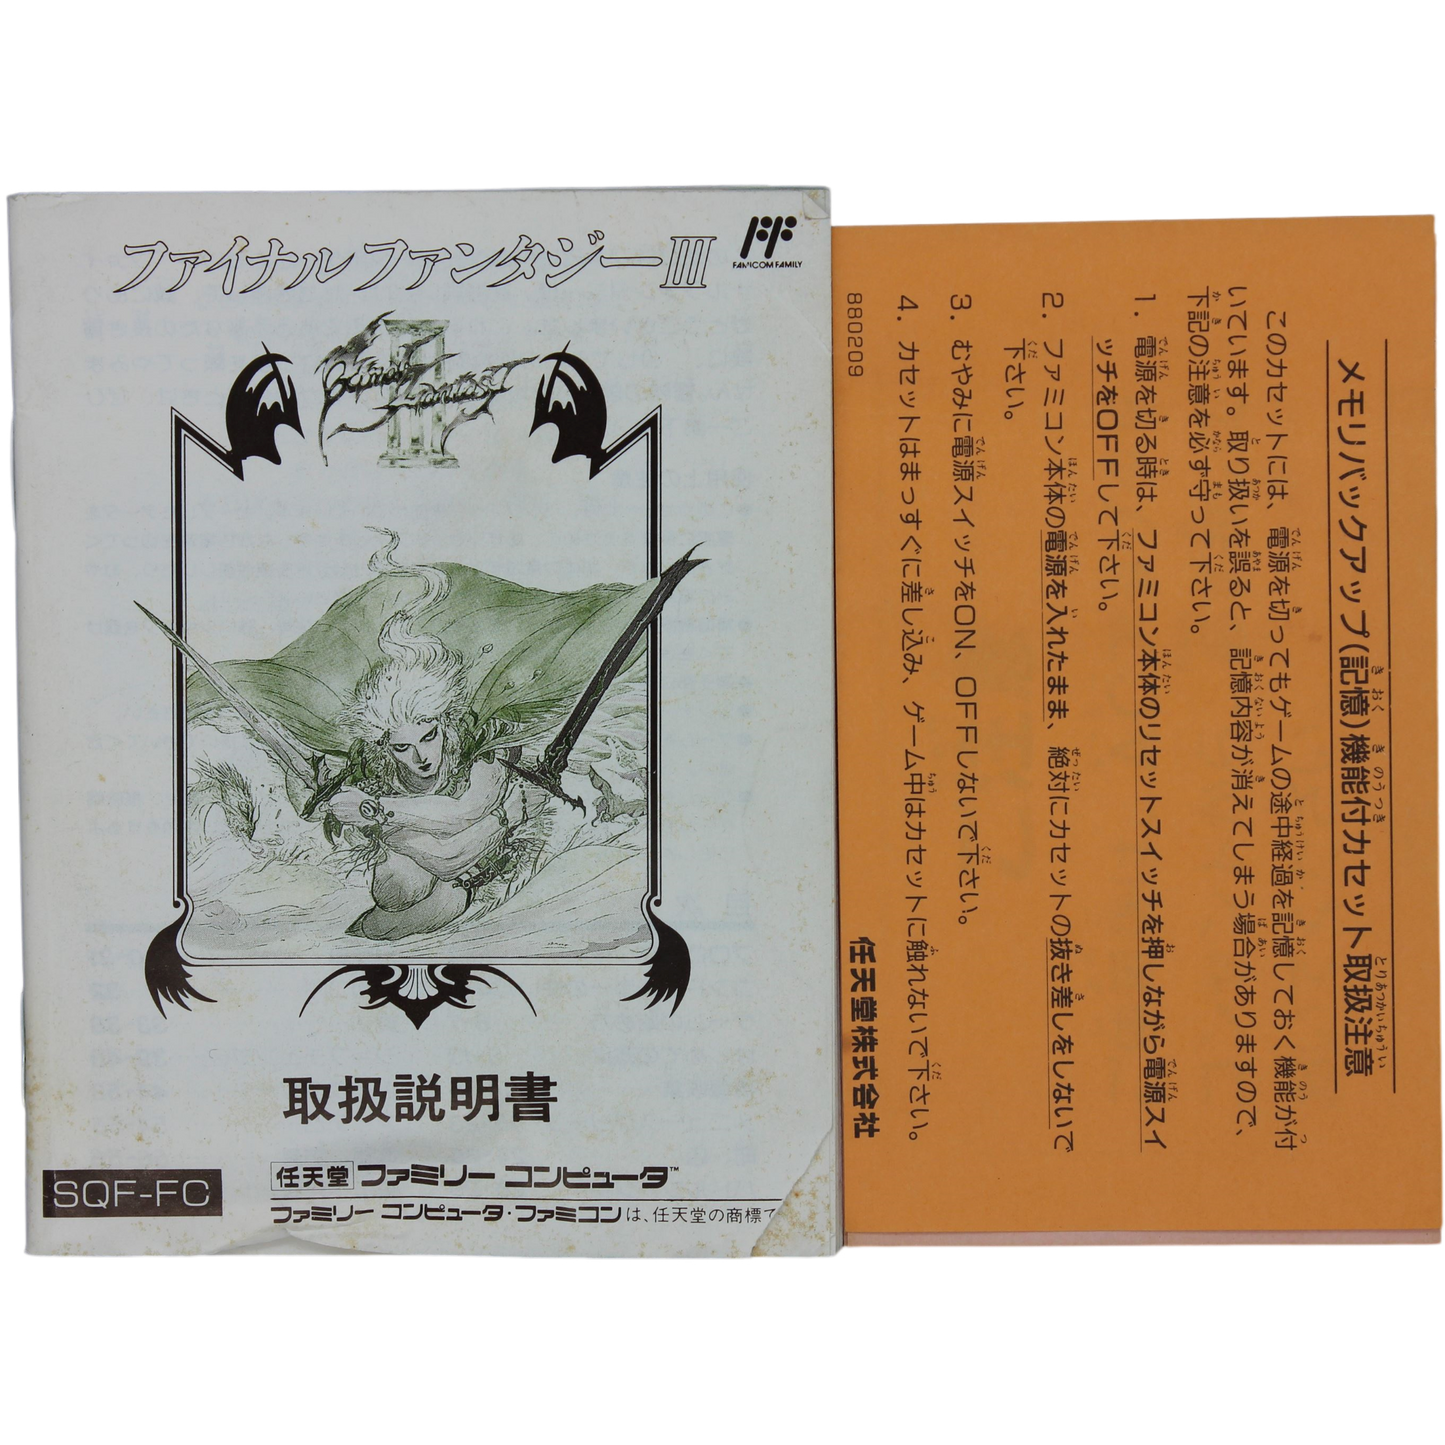 ファイナルファンタジーIII
FAMICOM FAMILY
FINAL FANTASY
III
取扱説明書
SQF-FC
任天堂 ファミリー コンピュータ™
ファミリー コンピュータ・ファミコンは、任天堂の商標で
メモリバックアップ(記憶)機能付カセット取扱注意
このカセットには、電源を切ってもゲームの途中経過を記憶しておく機能が付
いています。取り扱いを誤ると、記憶内容が消えてしまう場合がありますので、
下記の注意を必ず守って下さい。
1. 電源を切る時は、ファミコン本体のリセットスイッチを押しながら電源スイ
ッチをOFFして下さい。
2. ファミコン本体の電源を入れたまま、絶対にカセットの抜き差しをしないで
下さい。
3. むやみに電源スイッチをON、OFFしないで下さい。
4. カセットはまっすぐに差し込み、ゲーム中はカセットに触れないで下さい。
880209
任天堂株式会社